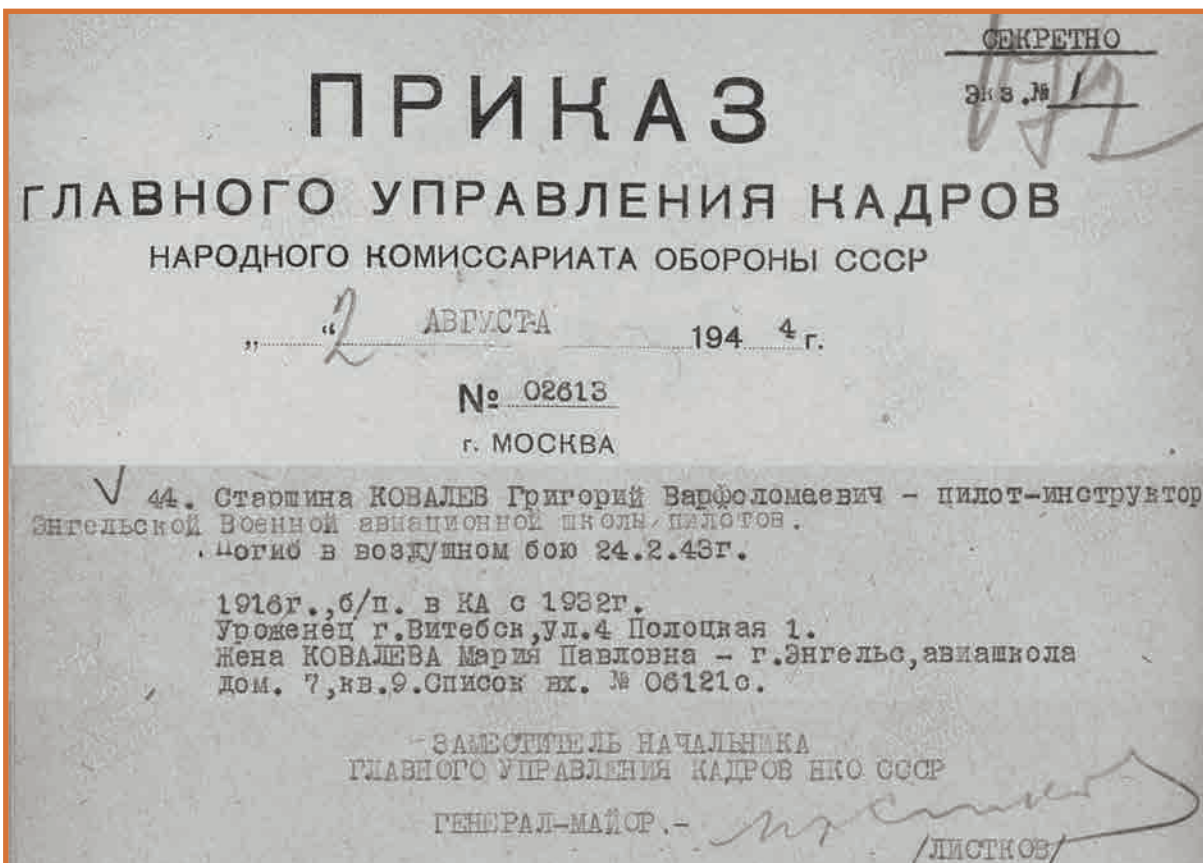 СЕКРЕТНО
Экз.№ 1
ПРИКАЗ
ГЛАВНОГО УПРАВЛЕНИЯ КАДРОВ
НАРОДНОГО КОМИССАРИАТА ОБОРОНЫ СССР
„2“ АВГУСТА 1944 г.
№ 02613
г. МОСКВА
V 44. Старшина КОВАЛЕВ Григорий Варфоломаевич - пилот-инструктор
Энгельской Военной авиационной школы пилотов.
Погиб в воздушном бою 24.2.43г.
1916г.,б/п. в КА с 1932г.
Уроженец г.Витебск,ул.4 Полоцкая 1.
Жена КОВАЛЕВА Мария Павловна - г.Энгельс,авиашкола
дом. 7,кв.9.Список вх. № 06121с.
ЗАМЕСТИТЕЛЬ НАЧАЛЬНИКА
ГЛАВНОГО УПРАВЛЕНИЯ КАДРОВ НКО СССР
ГЕНЕРАЛ-МАЙОР.-
/ЛИСТКОВ/